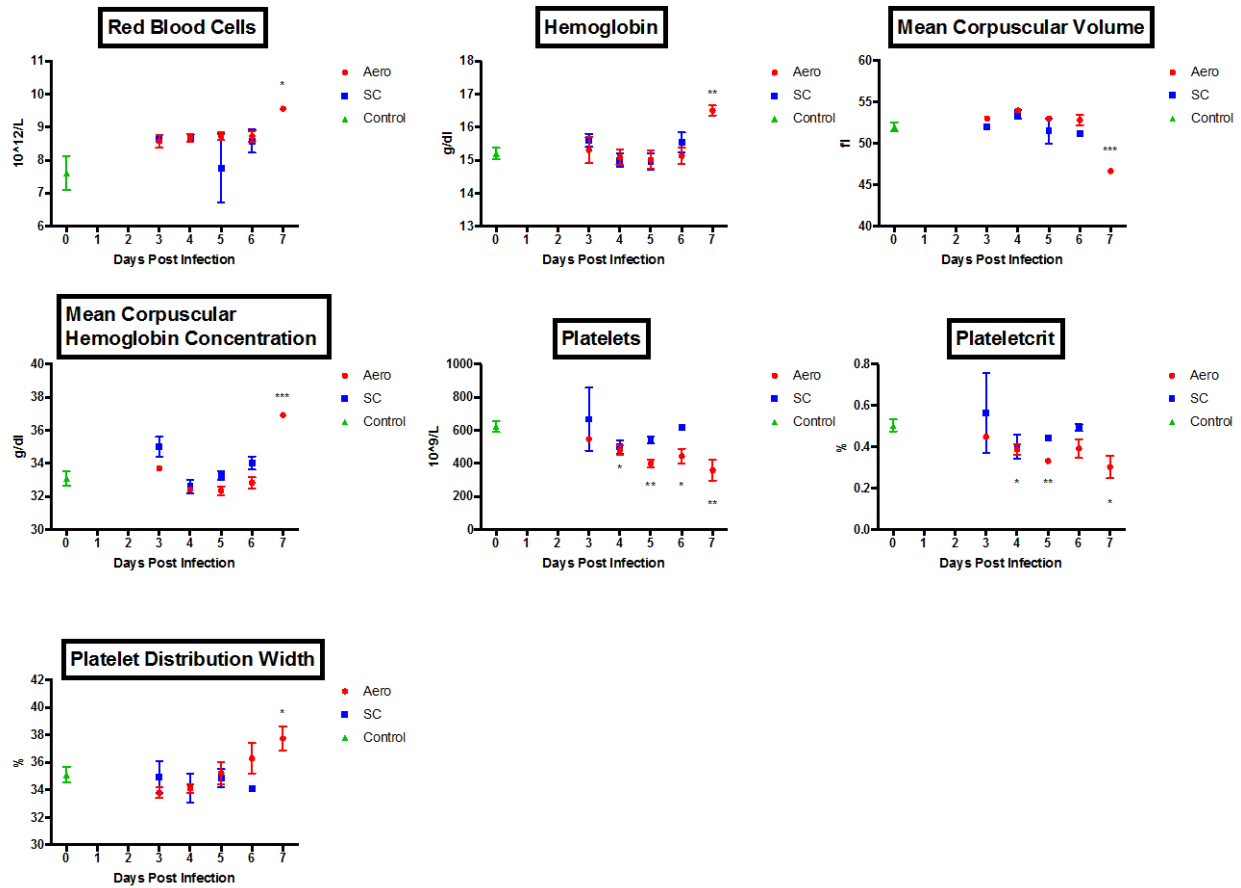 Red Blood Cells
11
10
9
8
7
6
10^12/L
*
0 1 2 3 4 5 6 7
Days Post Infection
Aero
SC
Control
Hemoglobin
18
17
16
15
14
13
g/dl
**
0 1 2 3 4 5 6 7
Days Post Infection
Aero
SC
Control
Mean Corpuscular Volume
60
55
50
45
40
fl
***
0 1 2 3 4 5 6 7
Days Post Infection
Aero
SC
Control
Mean Corpuscular
Hemoglobin Concentration
40
38
36
34
32
30
g/dl
***
0 1 2 3 4 5 6 7
Days Post Infection
Aero
SC
Control
Platelets
1000
800
600
400
200
0
10^9/L
*
**
*
**
0 1 2 3 4 5 6 7
Days Post Infection
Aero
SC
Control
Plateletcrit
0.8
0.6
0.4
0.2
0.0
%
*
**
*
0 1 2 3 4 5 6 7
Days Post Infection
Aero
SC
Control
Platelet Distribution Width
42
40
38
36
34
32
30
%
*
0 1 2 3 4 5 6 7
Days Post Infection
Aero
SC
Control